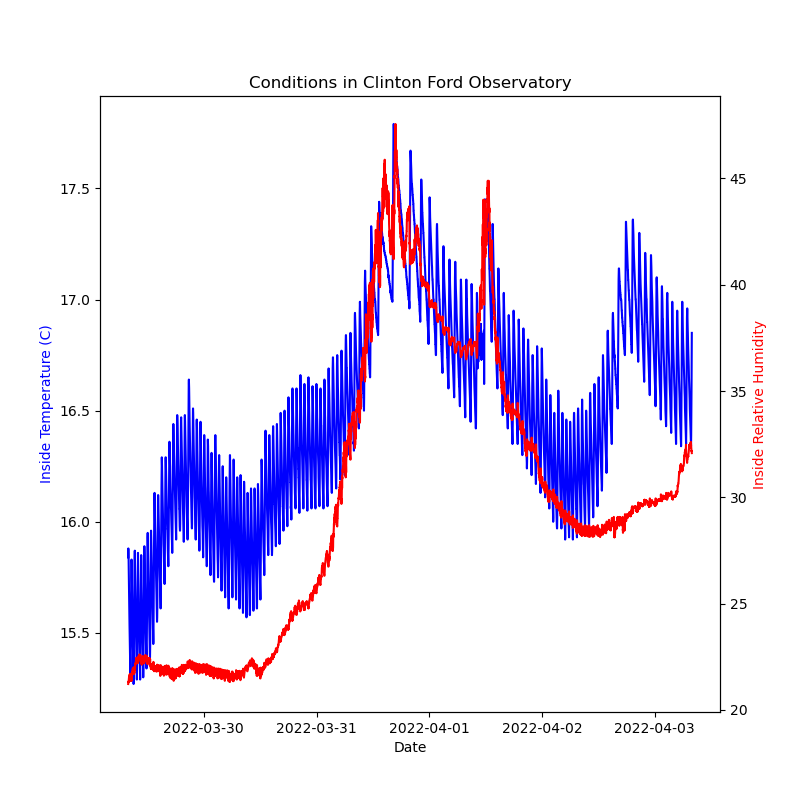 Conditions in Clinton Ford Observatory
17.5
17.0
16.5
16.0
15.5
Inside Temperature (C)
45
40
35
30
25
20
Inside Relative Humidity
2022-03-30 2022-03-31 2022-04-01 2022-04-02 2022-04-03
Date